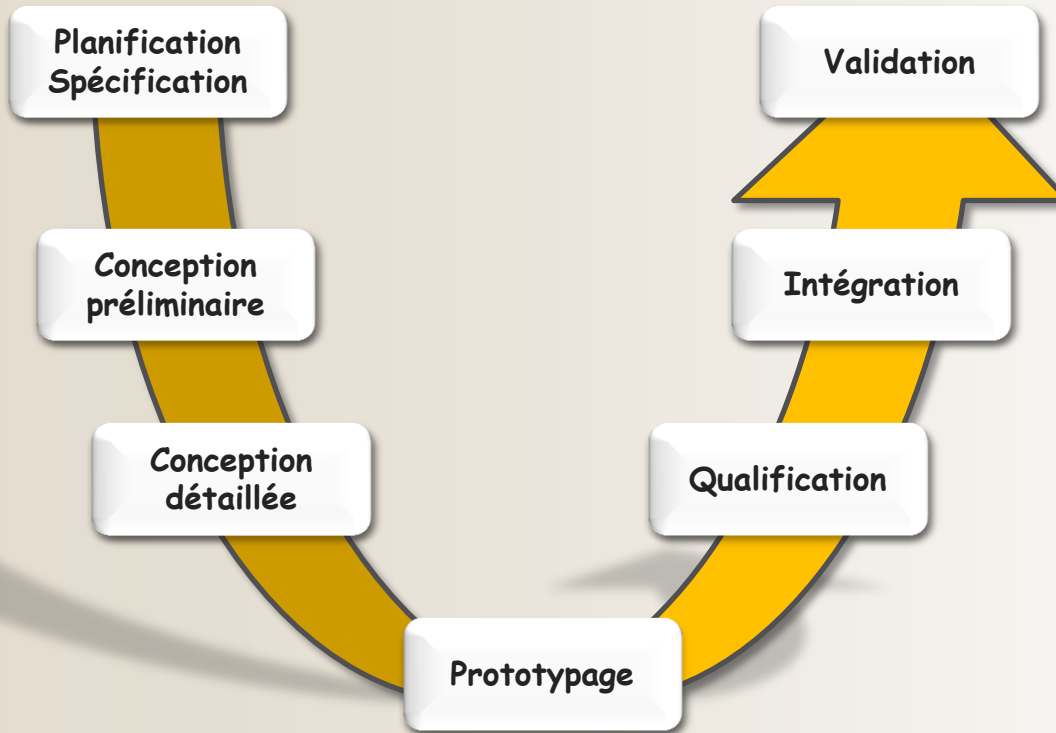 Planification
Spécification
Conception
préliminaire
Conception
détaillée
Prototypage
Qualification
Intégration
Validation